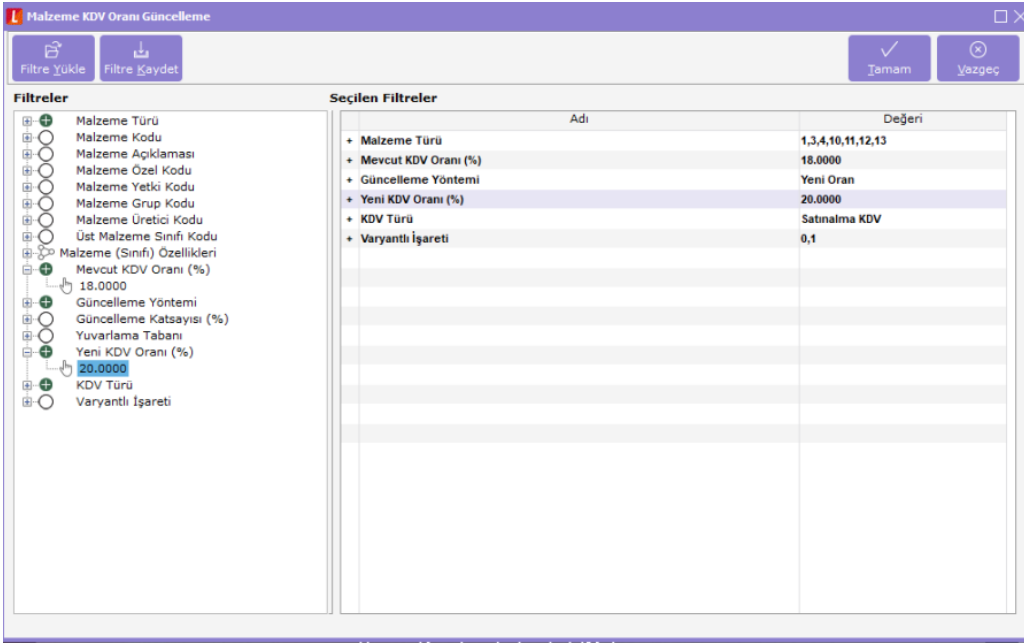 Malzeme KDV Oranı Güncelleme
Filtre Yükle
Filtre Kaydet
Tamam
Vazgeç
Filtreler
Seçilen Filtreler
Malzeme Türü
Malzeme Kodu
Malzeme Açıklaması
Malzeme Özel Kodu
Malzeme Yetki Kodu
Malzeme Grup Kodu
Malzeme Üretici Kodu
Üst Malzeme Sınıfı Kodu
Malzeme (Sınıfı) Özellikleri
Mevcut KDV Oranı (%)
18.0000
Güncelleme Yöntemi
Güncelleme Katsayısı (%)
Yuvarlama Tabanı
Yeni KDV Oranı (%)
20.0000
KDV Türü
Varyantlı İşareti
Adı Değeri
+ Malzeme Türü 1,3,4,10,11,12,13
+ Mevcut KDV Oranı (%) 18.0000
+ Güncelleme Yöntemi Yeni Oran
+ Yeni KDV Oranı (%) 20.0000
+ KDV Türü Satınalma KDV
+ Varyantlı İşareti 0,1